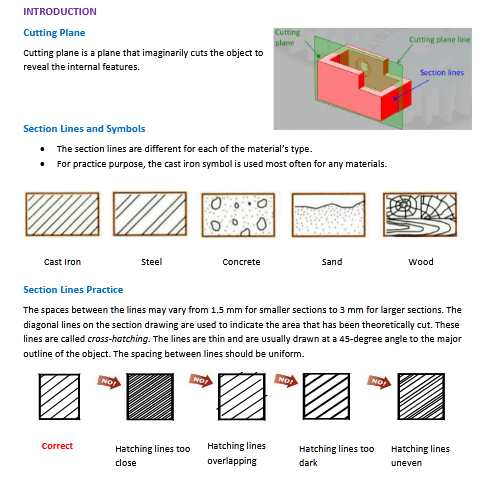 INTRODUCTION
Cutting Plane
Cutting plane is a plane that imaginarily cuts the object to
reveal the internal features.
Cutting
plane
Cutting plane line
Section lines
Section Lines and Symbols
• The section lines are different for each of the material's type.
• For practice purpose, the cast iron symbol is used most often for any materials.
Cast Iron
Steel
Concrete
Sand
Wood
Section Lines Practice
The spaces between the lines may vary from 1.5 mm for smaller sections to 3 mm for larger sections. The
diagonal lines on the section drawing are used to indicate the area that has been theoretically cut. These
lines are called cross-hatching. The lines are thin and are usually drawn at a 45-degree angle to the major
outline of the object. The spacing between lines should be uniform.
NO!
NO!
NO!
NO!
Correct
Hatching lines too
close
Hatching lines
overlapping
Hatching lines too
dark
Hatching lines
uneven